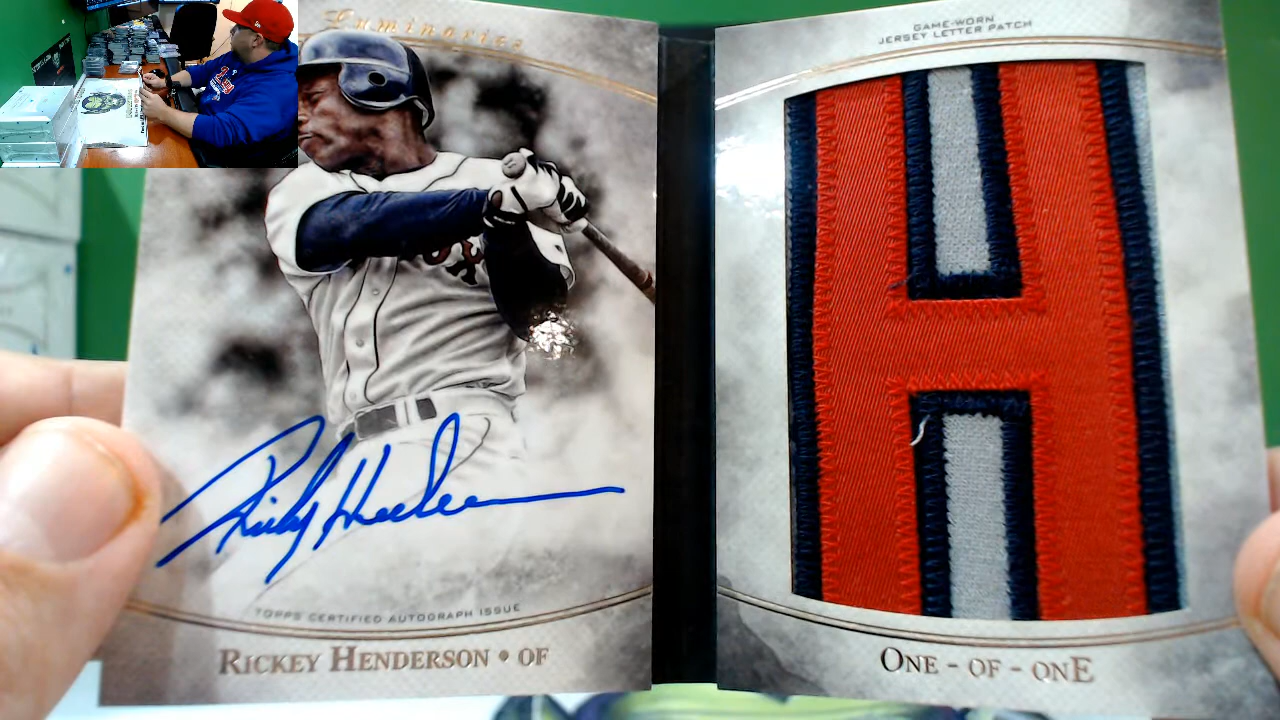 Luminaries
GAME-WORN
JERSEY LETTER PATCH
H
Rickey Henderson
TOPPS CERTIFIED AUTOGRAPH ISSUE
RICKEY HENDERSON • OF
ONE - OF - ONE